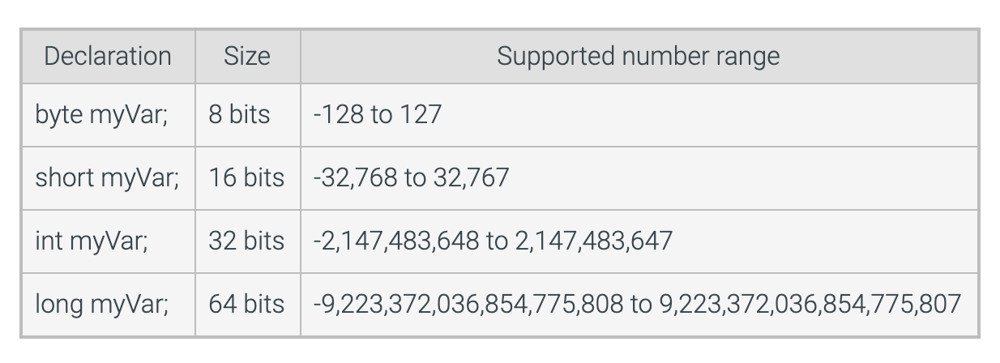 Declaration Size Supported number range
byte myVar; 8 bits -128 to 127
short myVar; 16 bits -32,768 to 32,767
int myVar; 32 bits -2,147,483,648 to 2,147,483,647
long myVar; 64 bits -9,223,372,036,854,775,808 to 9,223,372,036,854,775,807